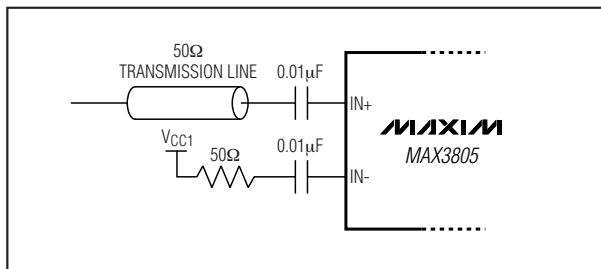 50Ω
TRANSMISSION LINE
0.01µF
IN+
MAXIM
MAX3805
VCC1
50Ω
0.01µF
IN-